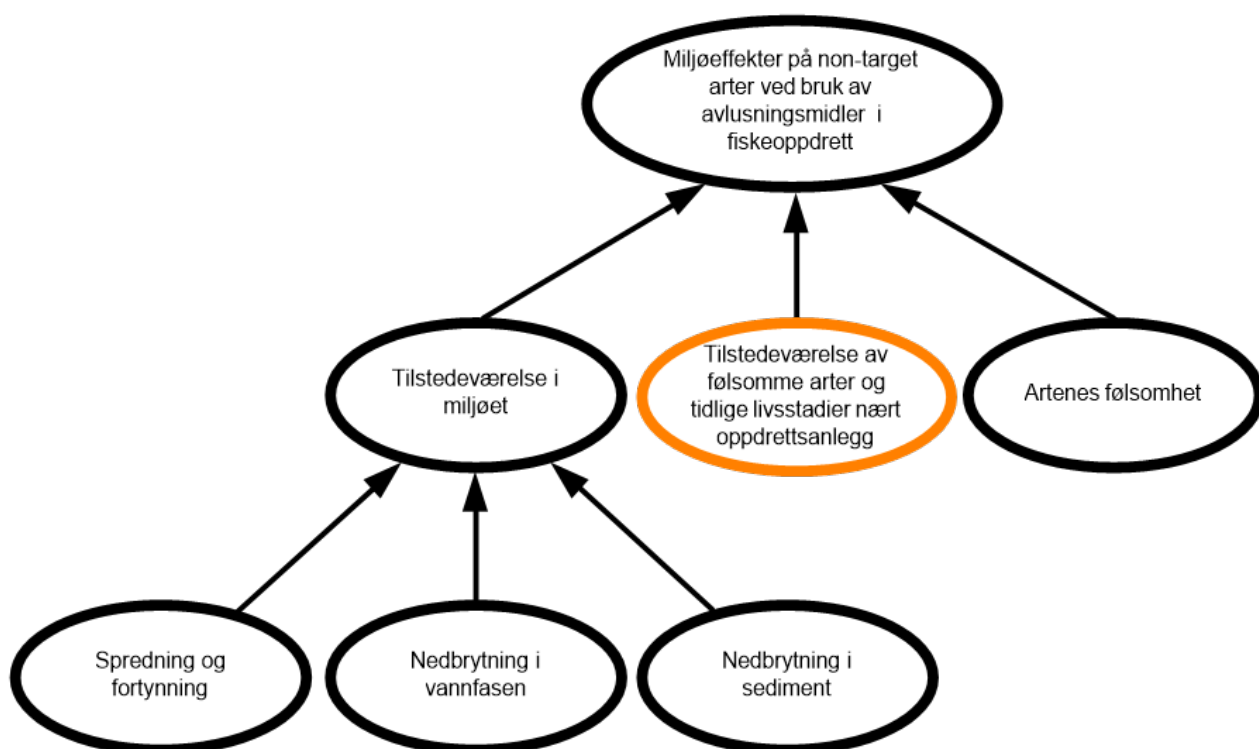 Miljøeffekter på non-target
arter ved bruk av
avlusningsmidler i
fiskeoppdrett
Tilstedeværelse i
miljøet
Tilstedeværelse av
følsomme arter og
tidlige livsstadier nært
oppdrettsanlegg
Artenes følsomhet
Spredning og
fortynning
Nedbrytning i
vannfasen
Nedbrytning i
sediment